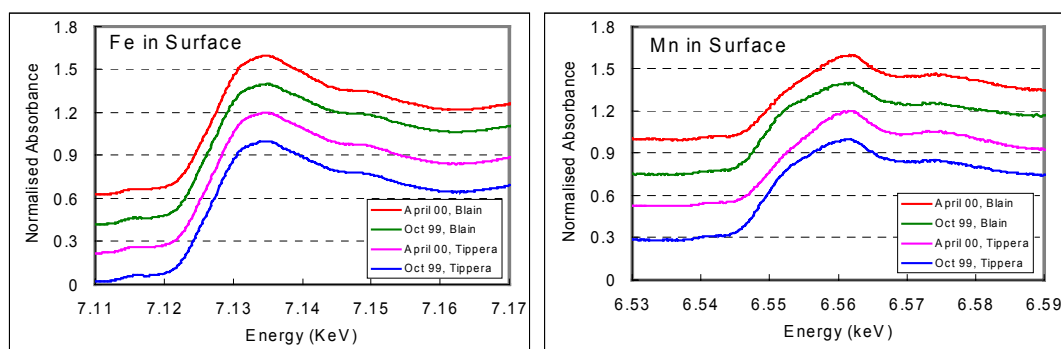 Fe in Surface
Normalised Absorbance
1.8
1.5
1.2
0.9
0.6
0.3
0
7.11 7.12 7.13 7.14 7.15 7.16 7.17
Energy (KeV)
April 00, Blain
Oct 99, Blain
April 00, Tippera
Oct 99, Tippera
Mn in Surface
Normalised Absorbance
1.8
1.5
1.2
0.9
0.6
0.3
0
6.53 6.54 6.55 6.56 6.57 6.58 6.59
Energy (keV)
April 00, Blain
Oct 99, Blain
April 00, Tippera
Oct 99, Tippera